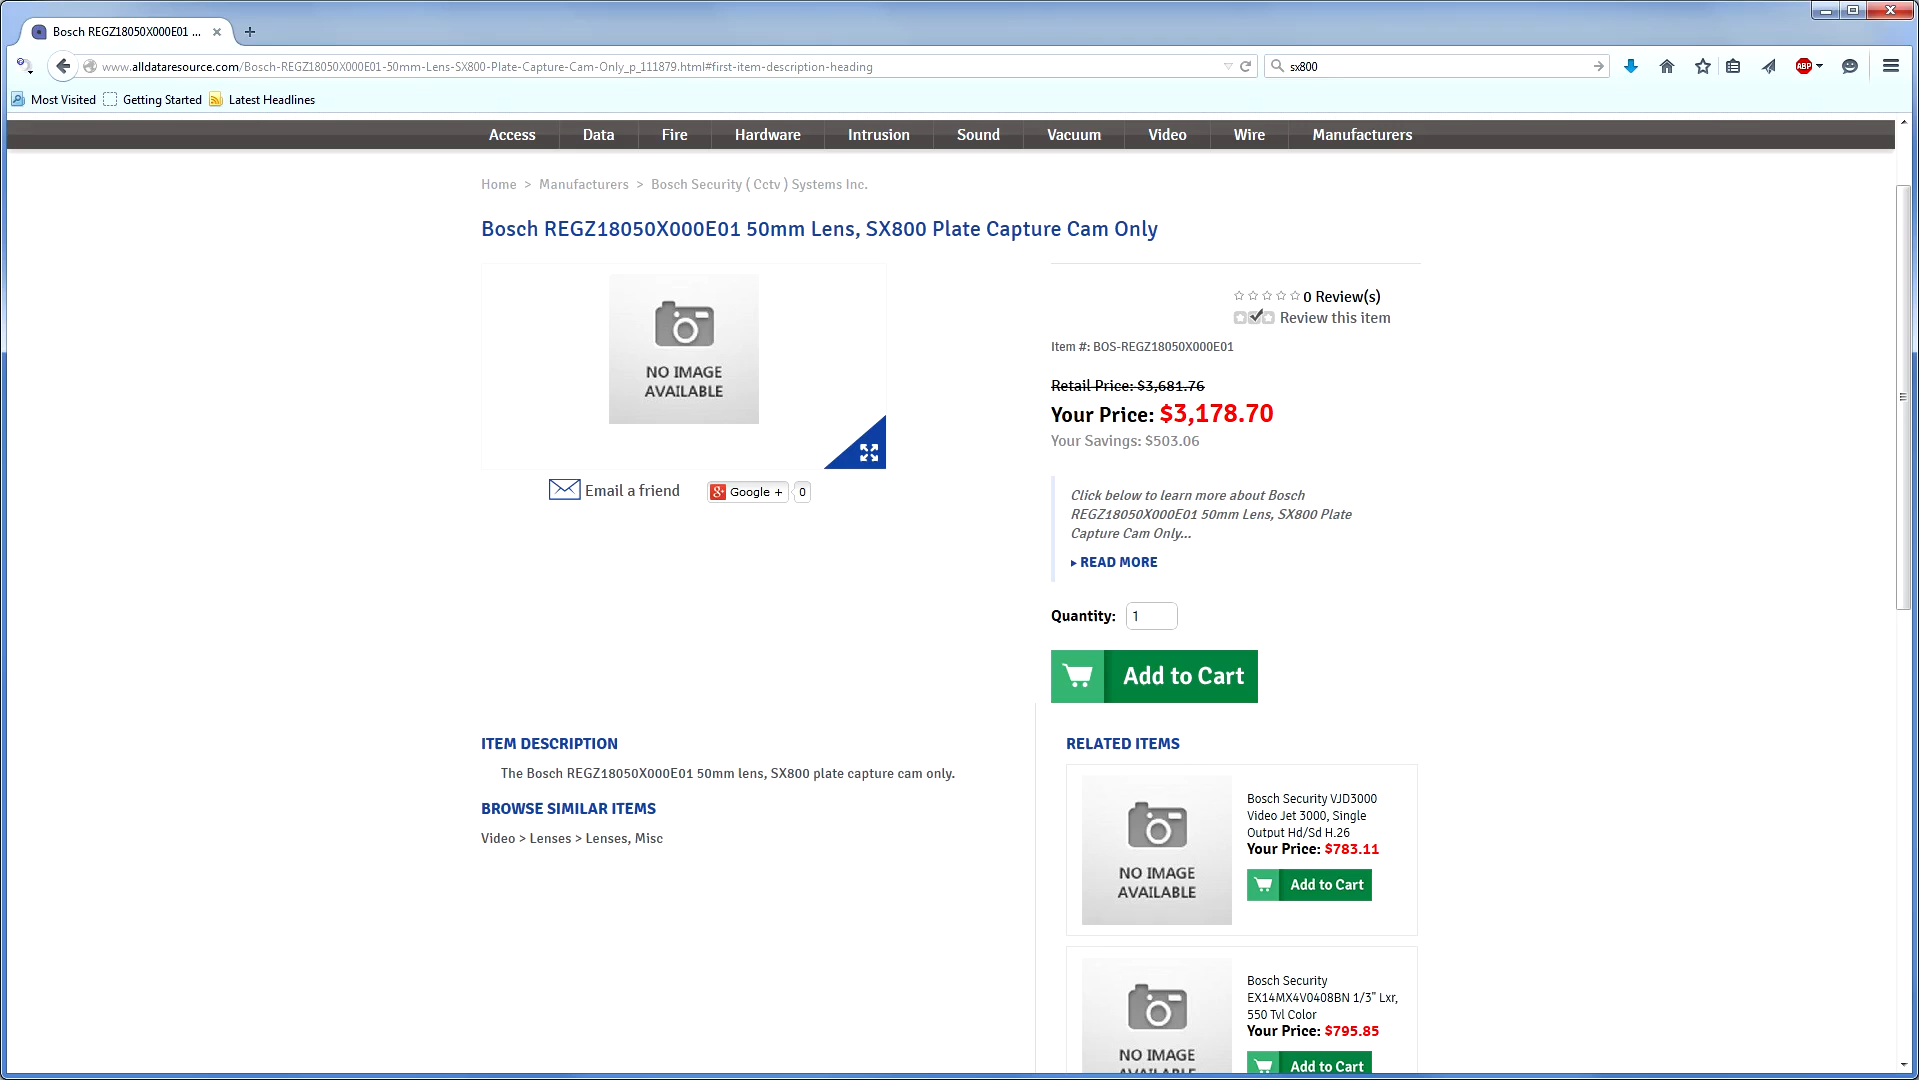 Bosch REGZ18050X000E01 ...
www.alldataresource.com/Bosch-REGZ18050X000E01-50mm-Lens-SX800-Plate-Capture-Cam-Only_p_111879.html#first-item-description-heading
sx800
ABP
Most Visited Getting Started Latest Headlines
Access Data Fire Hardware Intrusion Sound Vacuum Video Wire Manufacturers
Home > Manufacturers > Bosch Security ( Cctv ) Systems Inc.
Bosch REGZ18050X000E01 50mm Lens, SX800 Plate Capture Cam Only
NO IMAGE
AVAILABLE
Email a friend
Google +
0
0 Review(s)
Review this item
Item #: BOS-REGZ18050X000E01
Retail Price: $3,681.76
Your Price: $3,178.70
Your Savings: $503.06
Click below to learn more about Bosch
REGZ18050X000E01 50mm Lens, SX800 Plate
Capture Cam Only...
READ MORE
Quantity: 1
Add to Cart
ITEM DESCRIPTION
The Bosch REGZ18050X000E01 50mm lens, SX800 plate capture cam only.
BROWSE SIMILAR ITEMS
Video > Lenses > Lenses, Misc
RELATED ITEMS
NO IMAGE
AVAILABLE
Bosch Security VJD3000
Video Jet 3000, Single
Output Hd/Sd H.26
Your Price: $783.11
Add to Cart
NO IMAGE
AVAILABLE
Bosch Security
EX14MX4V0408BN 1/3" Lxr,
550 Tvl Color
Your Price: $795.85
Add to Cart